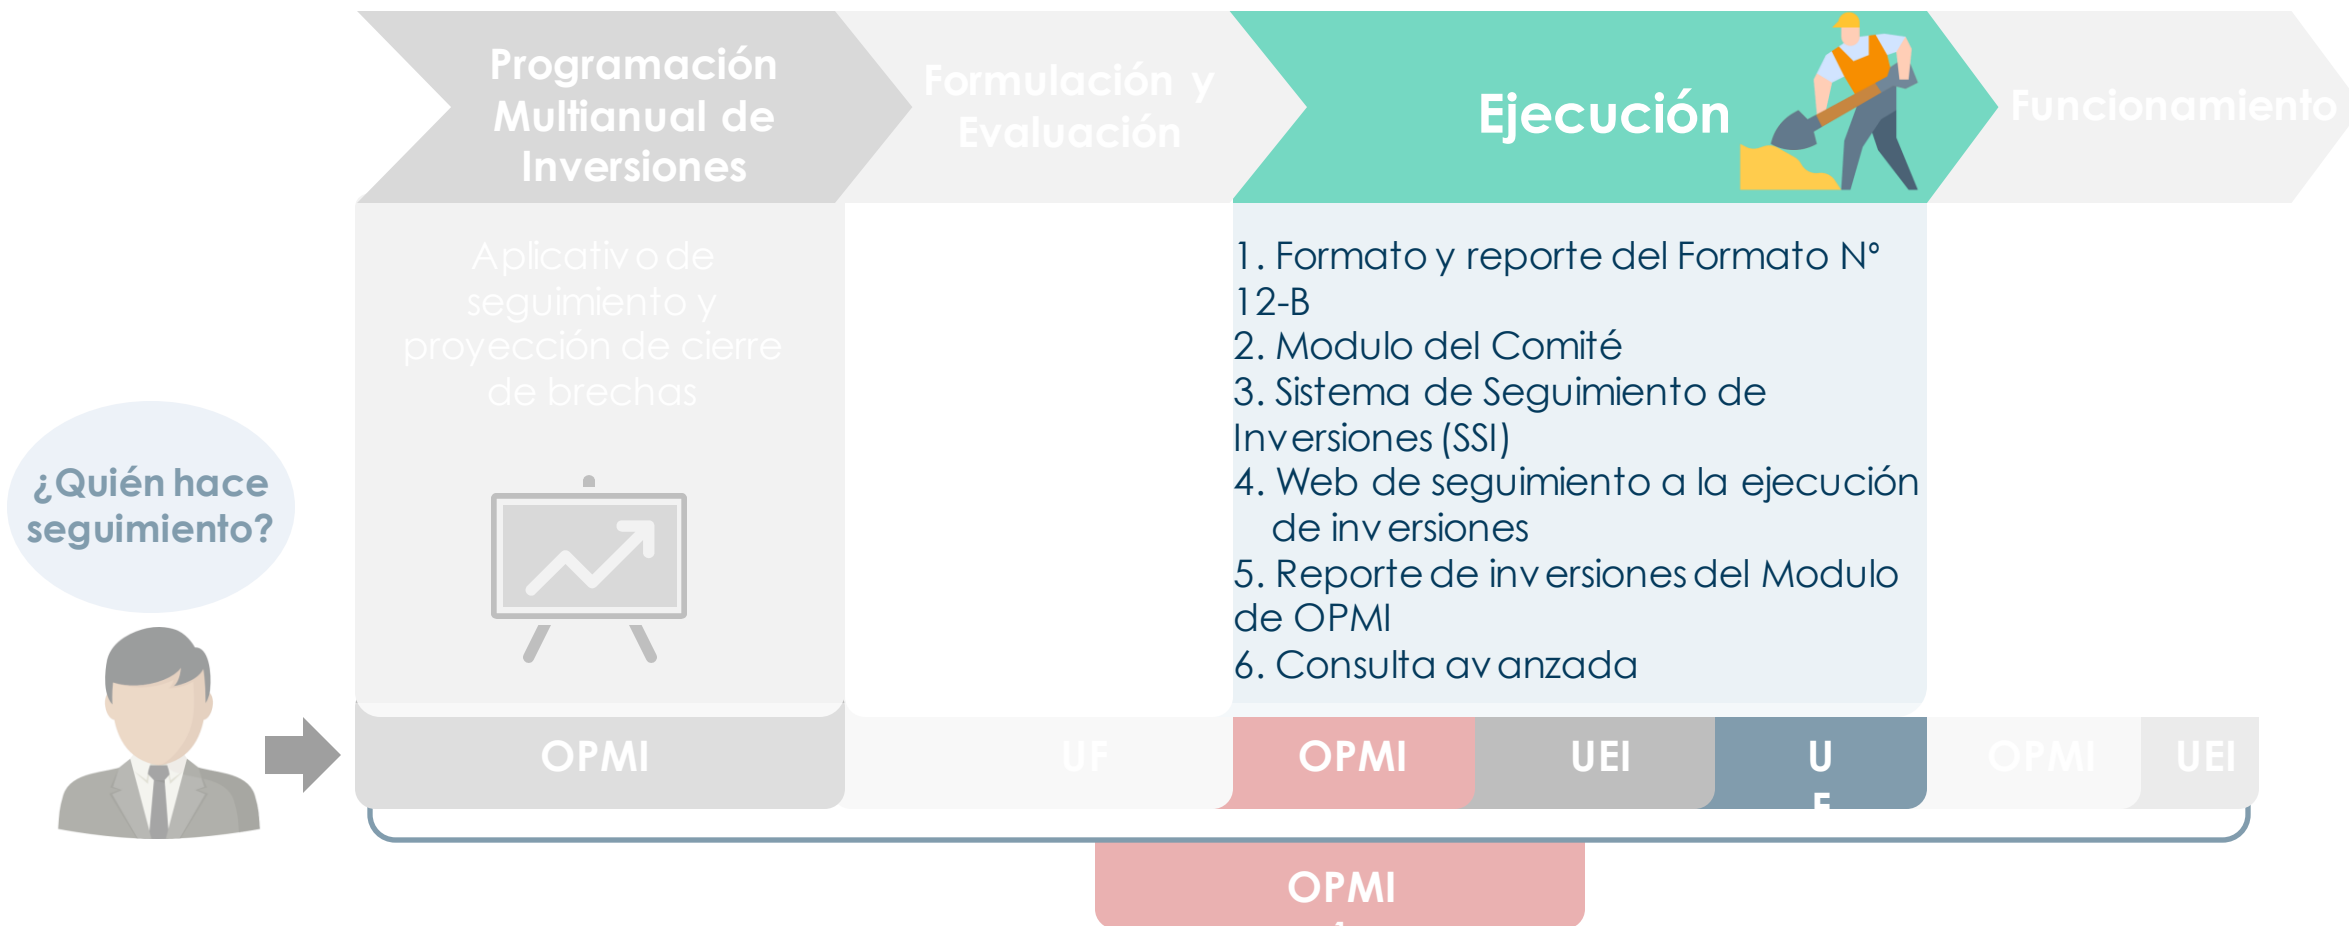 Programación
Multianual de
Inversiones
Formulación y
Evaluación
Ejecución
Funcionamiento
Aplicativo de
seguimiento y
proyección de cierre
de brechas
1. Formato y reporte del Formato N°
12-B
2. Modulo del Comité
3. Sistema de Seguimiento de
Inversiones (SSI)
4. Web de seguimiento a la ejecución
de inversiones
5. Reporte de inversiones del Modulo
de OPMI
6. Consulta avanzada
¿Quién hace
seguimiento?
OPMI
UF
OPMI
UEI
U
F
OPMI
UEI
OPMI